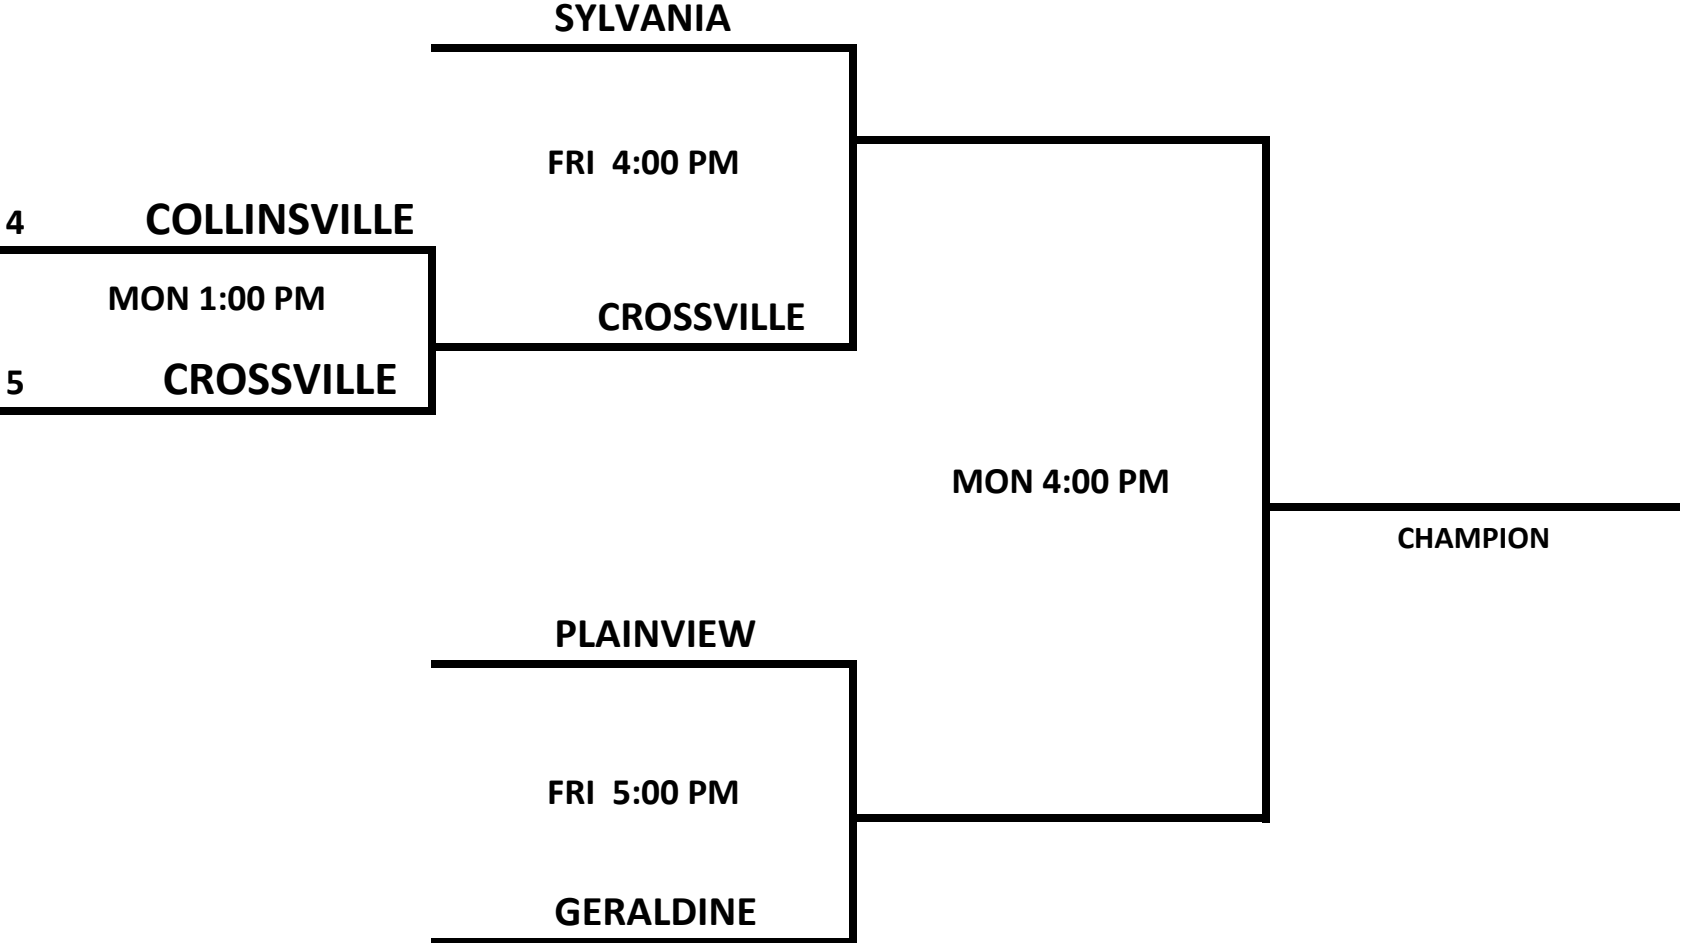 SYLVANIA
FRI 4:00 PM
4 COLLINSVILLE
MON 1:00 PM
CROSSVILLE
5 CROSSVILLE
MON 4:00 PM
CHAMPION
PLAINVIEW
FRI 5:00 PM
GERALDINE